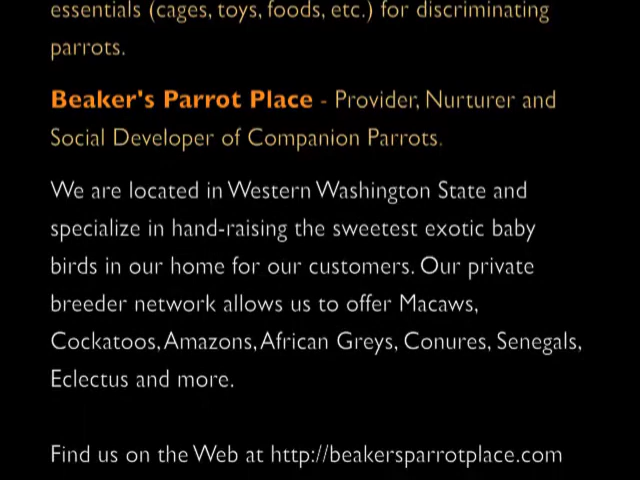 essentials (cages, toys, foods, etc.) for discriminating
parrots.
Beaker's Parrot Place - Provider, Nurturer and
Social Developer of Companion Parrots.
We are located in Western Washington State and
specialize in hand-raising the sweetest exotic baby
birds in our home for our customers. Our private
breeder network allows us to offer Macaws,
Cockatoos, Amazons, African Greys, Conures, Senegals,
Eclectus and more.
Find us on the Web at http://beakersparrotplace.com